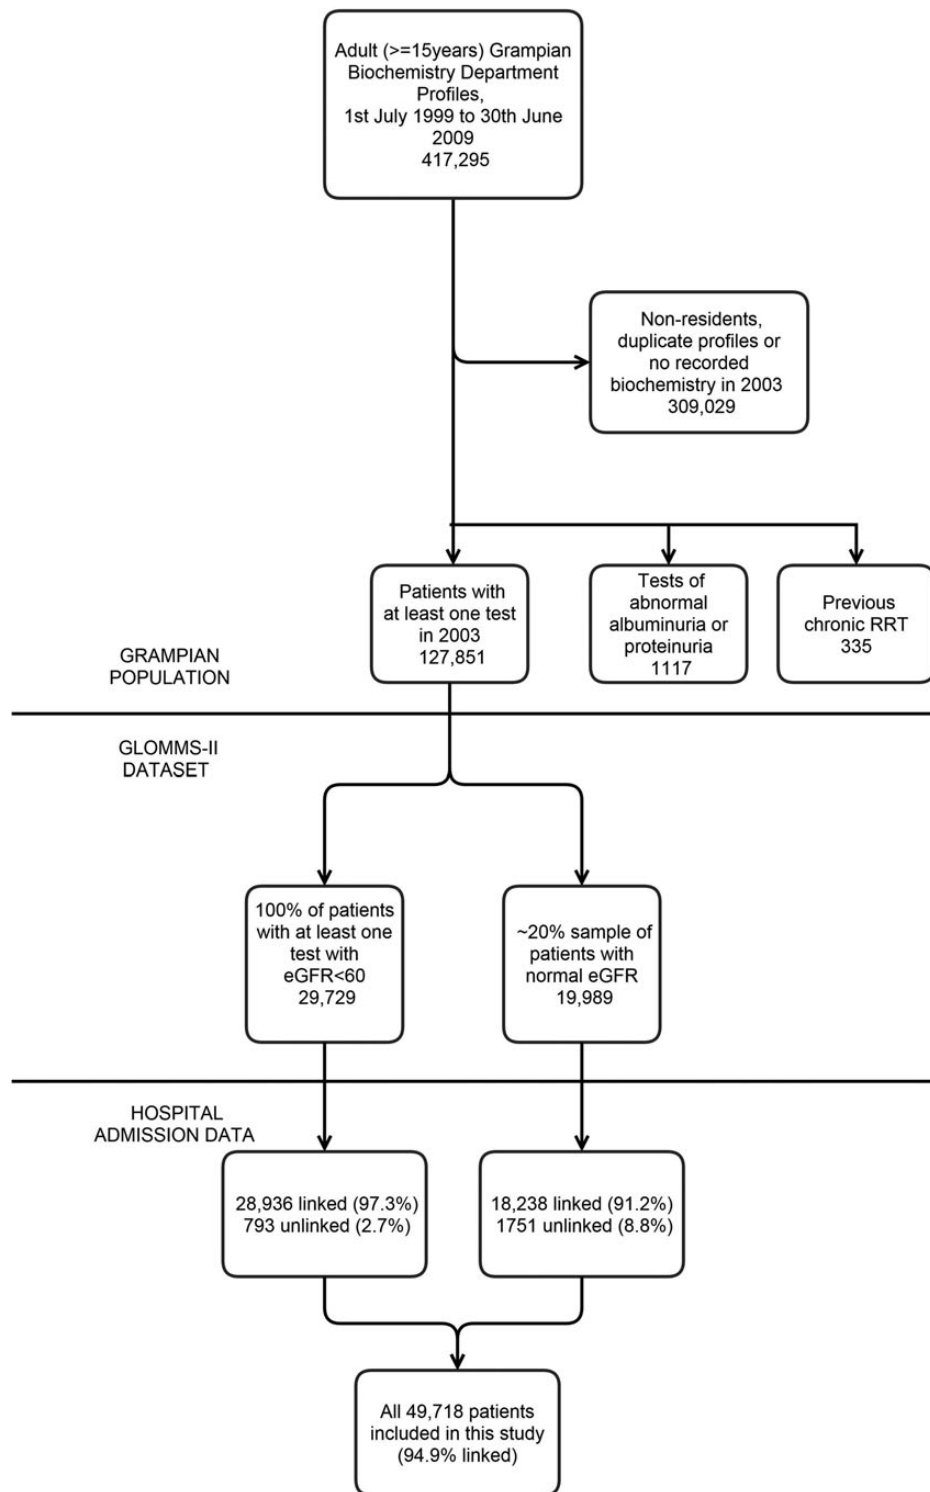 Adult (>=15years) Grampian
Biochemistry Department
Profiles,
1st July 1999 to 30th June
2009
417,295
Non-residents,
duplicate profiles or
no recorded
biochemistry in 2003
309,029
Patients with
at least one test
in 2003
127,851
Tests of
abnormal
albuminuria or
proteinuria
1117
Previous
chronic RRT
335
GRAMPIAN
POPULATION
GLOMMS-II
DATASET
100% of patients
with at least one
test with
eGFR<60
29,729
~20% sample of
patients with
normal eGFR
19,989
HOSPITAL
ADMISSION DATA
28,936 linked (97.3%)
793 unlinked (2.7%)
18,238 linked (91.2%)
1751 unlinked (8.8%)
All 49,718 patients
included in this study
(94.9% linked)